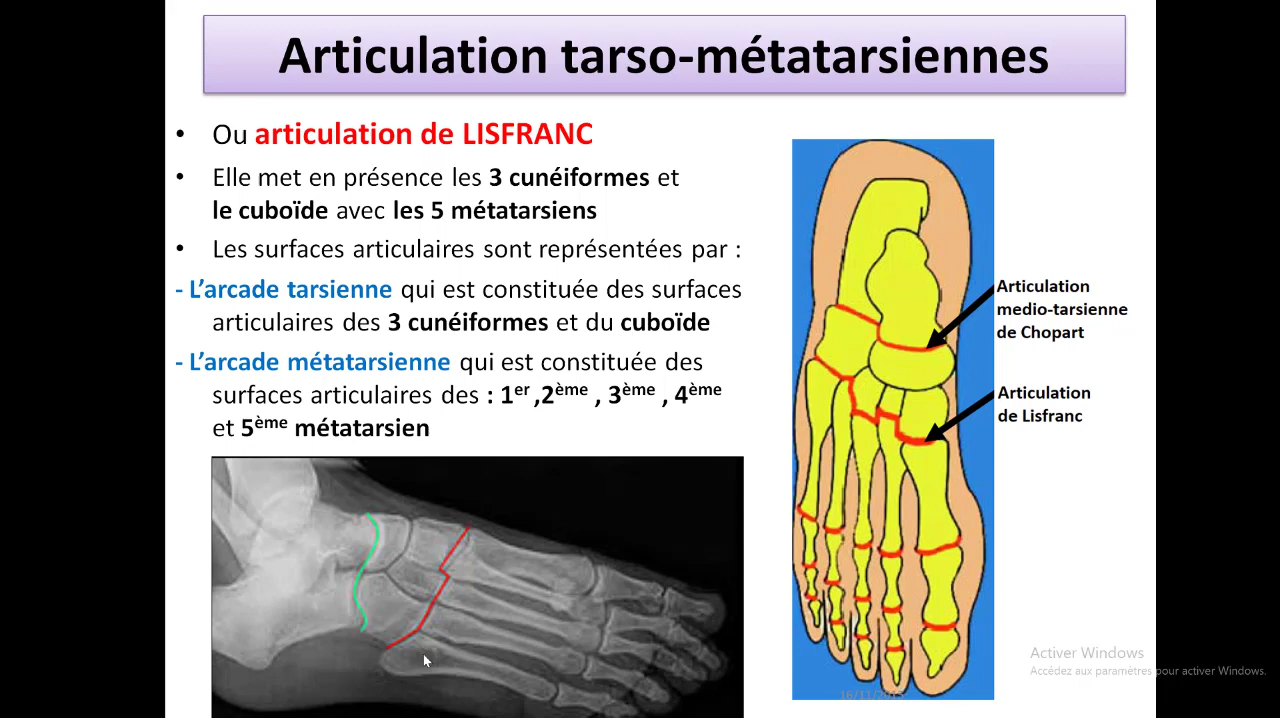 Articulation tarso-métatarsiennes
• Ou articulation de LISFRANC
• Elle met en présence les 3 cunéiformes et
le cuboïde avec les 5 métatarsiens
• Les surfaces articulaires sont représentées par :
- L’arcade tarsienne qui est constituée des surfaces
articulaires des 3 cunéiformes et du cuboïde
- L’arcade métatarsienne qui est constituée des
surfaces articulaires des : 1er ,2ème , 3ème , 4ème
et 5ème métatarsien
Articulation
medio-tarsienne
de Chopart
Articulation
de Lisfranc
Activer Windows
Accédez aux paramètres pour activer Windows.